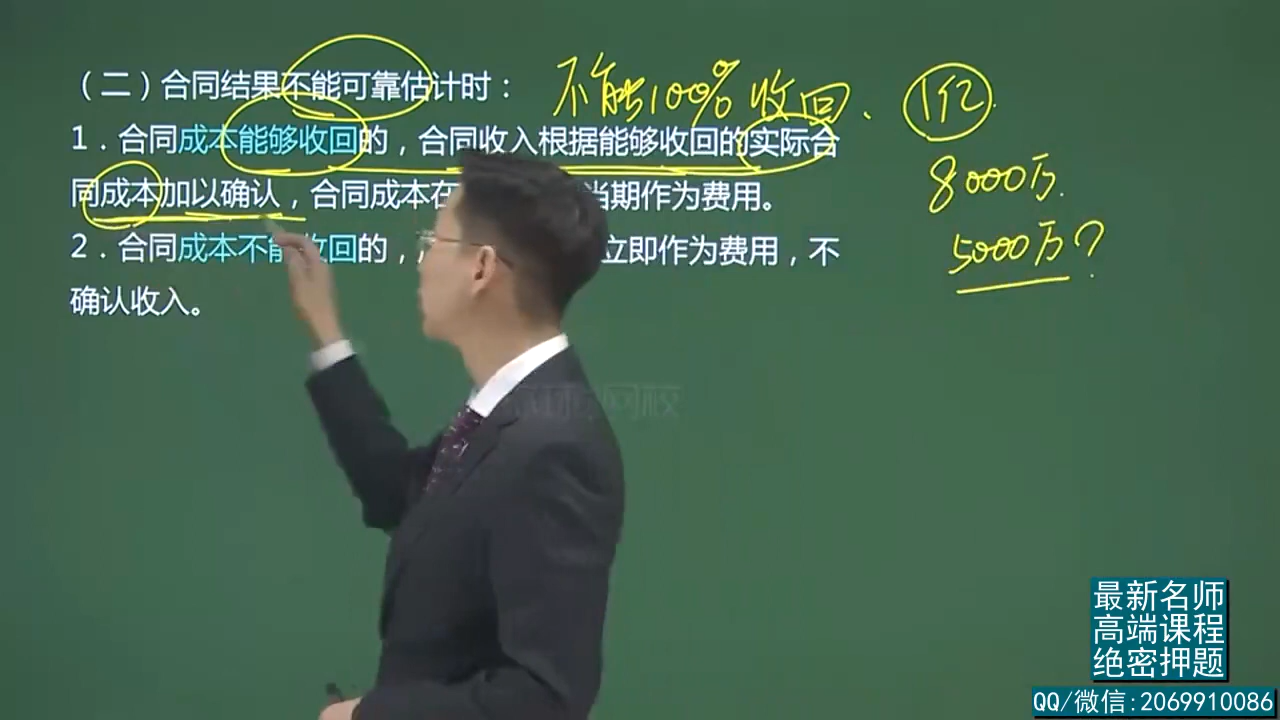 （二）合同结果不能可靠估计时：
不能100%收回、
1亿
1．合同成本能够收回的，合同收入根据能够收回的实际合
8000万
同成本加以确认，合同成本在
当期作为费用。
5000万？
2．合同成本不能收回的，
立即作为费用，不
确认收入。
网校
最新名师
高端课程
绝密押题
QQ/微信:2069910086